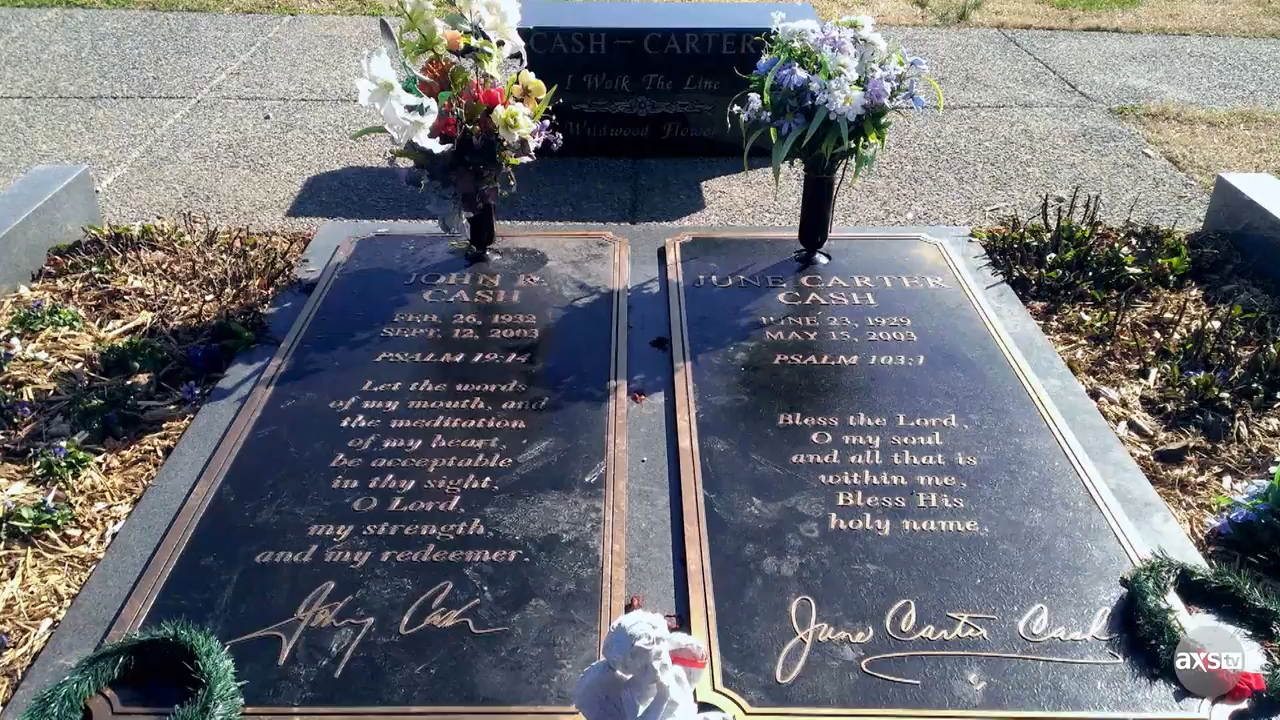 CASH – CARTER
I Walk The Line
Wildwood Flower
JOHN R.
CASH
FEB. 26, 1932
SEPT. 12, 2003
PSALM 19:14
Let the words
of my mouth, and
the meditation
of my heart,
be acceptable
in thy sight,
O Lord,
my strength
and my redeemer.
Johnny Cash
JUNE CARTER
CASH
JUNE 23, 1929
MAY 15, 2003
PSALM 103:1
Bless the Lord,
O my soul
and all that is
within me,
Bless His
holy name.
June Carter Cash
axs tv